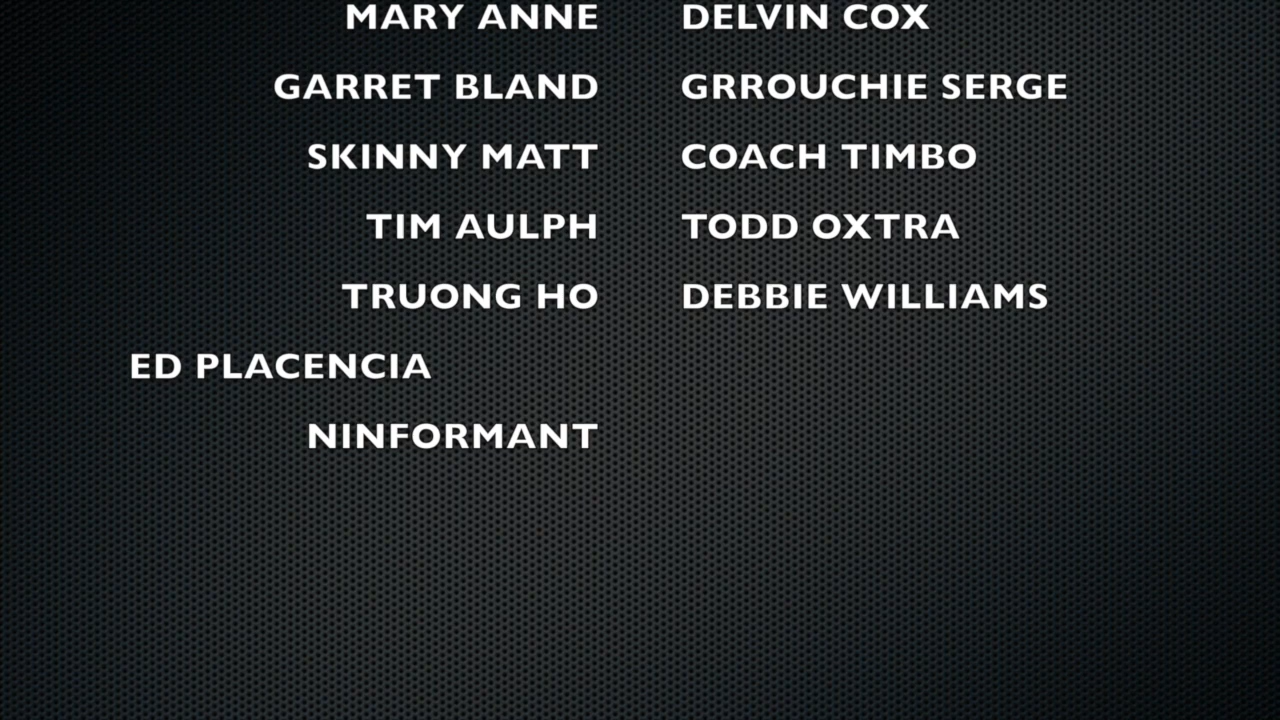 MARY ANNE DELVIN COX
GARRET BLAND GRROUCHIE SERGE
SKINNY MATT COACH TIMBO
TIM AULPH TODD OXTRA
TRUONG HO DEBBIE WILLIAMS
ED PLACENCIA
NINFORMANT